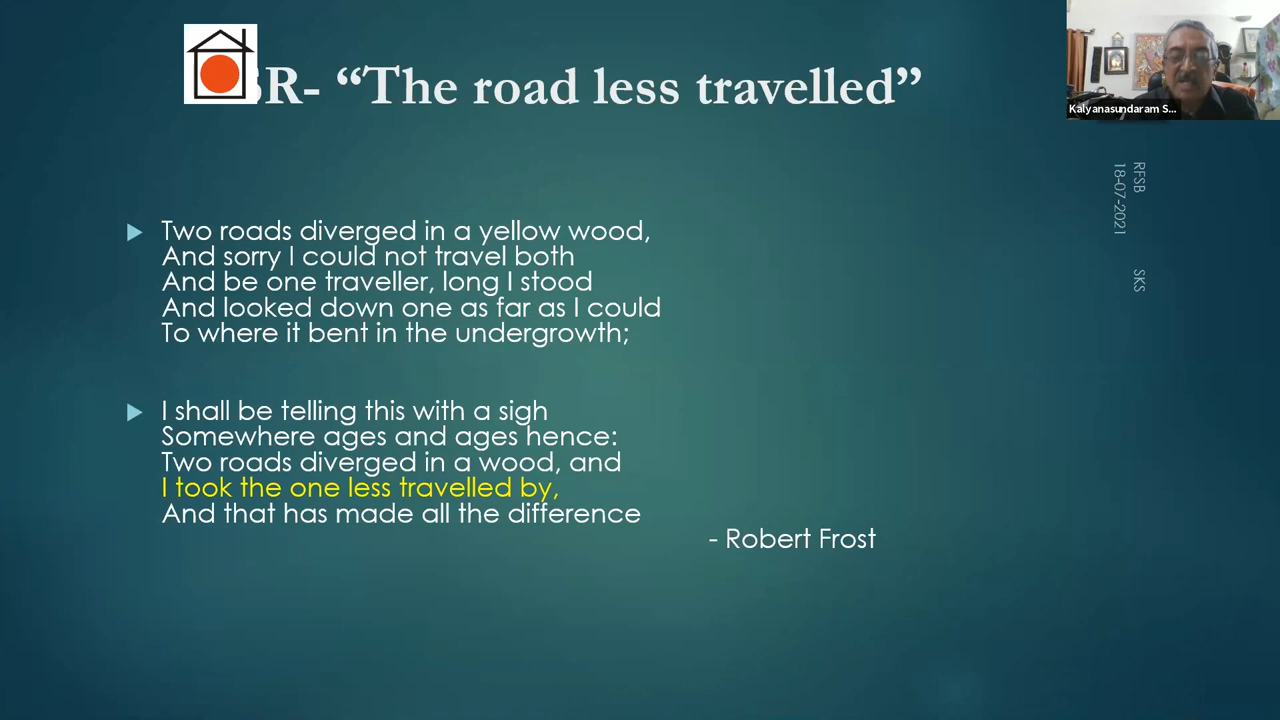 R- “The road less travelled”
Kalyanasundaram S...
RFSB
18-07-2021
SKS
Two roads diverged in a yellow wood,
And sorry I could not travel both
And be one traveller, long I stood
And looked down one as far as I could
To where it bent in the undergrowth;
I shall be telling this with a sigh
Somewhere ages and ages hence:
Two roads diverged in a wood, and
I took the one less travelled by,
And that has made all the difference
- Robert Frost